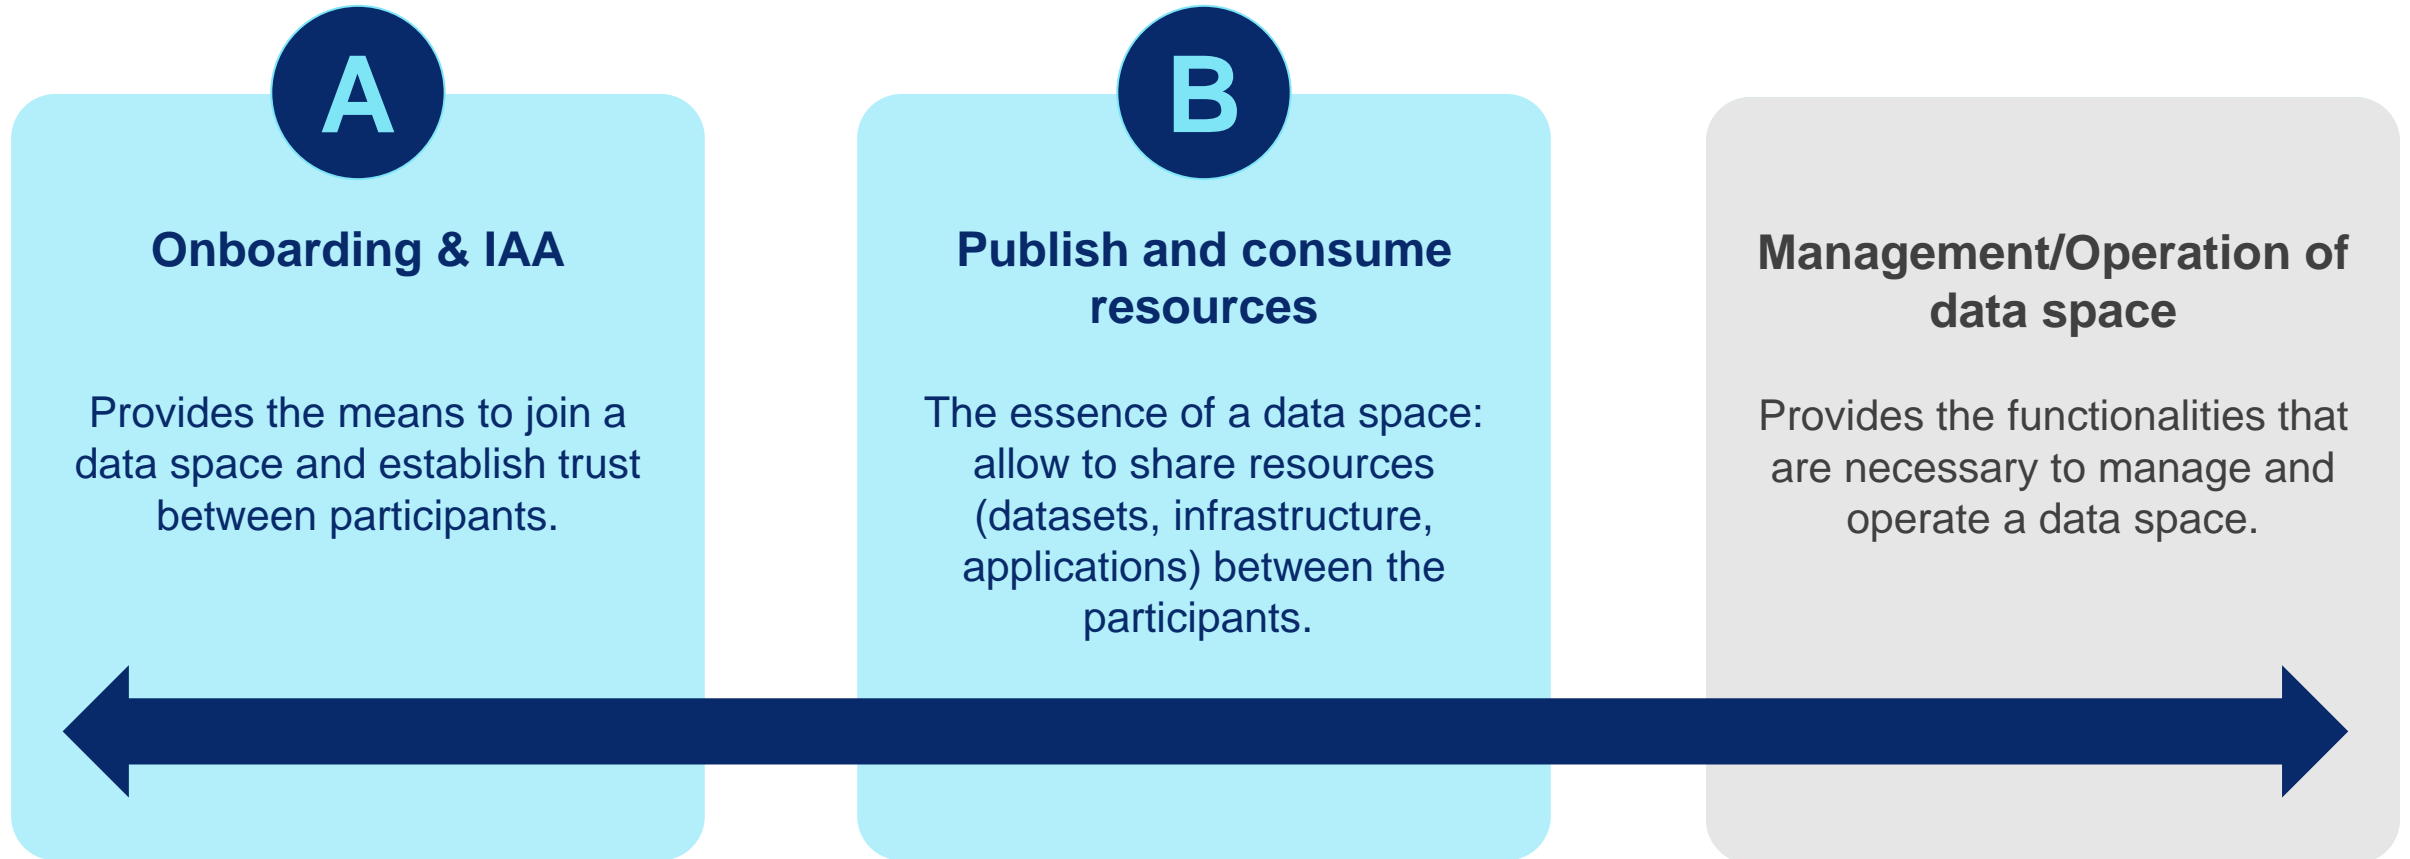 A
Onboarding & IAA
Provides the means to join a
data space and establish trust
between participants.
B
Publish and consume
resources
The essence of a data space:
allow to share resources
(datasets, infrastructure,
applications) between the
participants.
Management/Operation of
data space
Provides the functionalities that
are necessary to manage and
operate a data space.